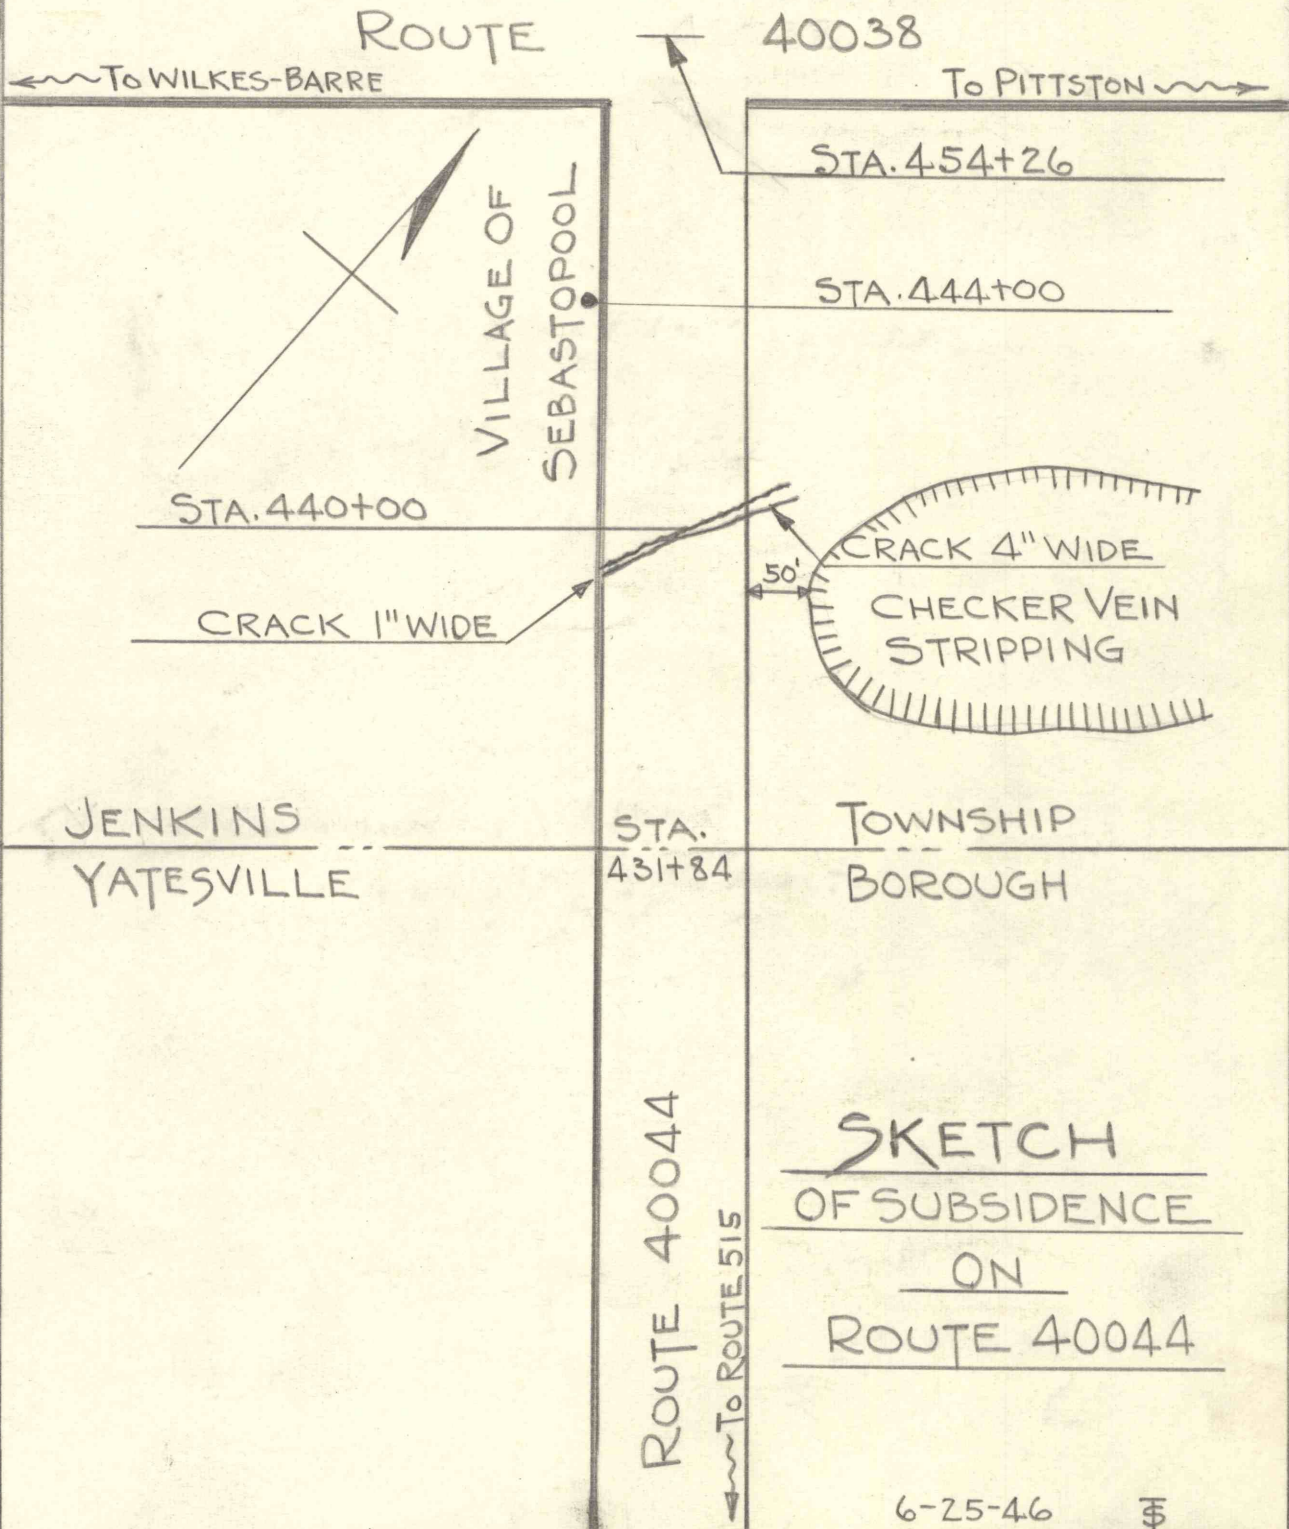 ROUTE 40038
TO WILKES-BARRE
TO PITTSTON
STA. 454+26
VILLAGE OF
SEBASTOPOOL
STA. 444+00
STA. 440+00
CRACK 4" WIDE
50'
CHECKER VEIN
STRIPPING
CRACK 1" WIDE
JENKINS TOWNSHIP
STA.
431+84
YATESVILLE BOROUGH
ROUTE 40044
TO ROUTE 515
SKETCH
OF SUBSIDENCE
ON
ROUTE 40044
6-25-46